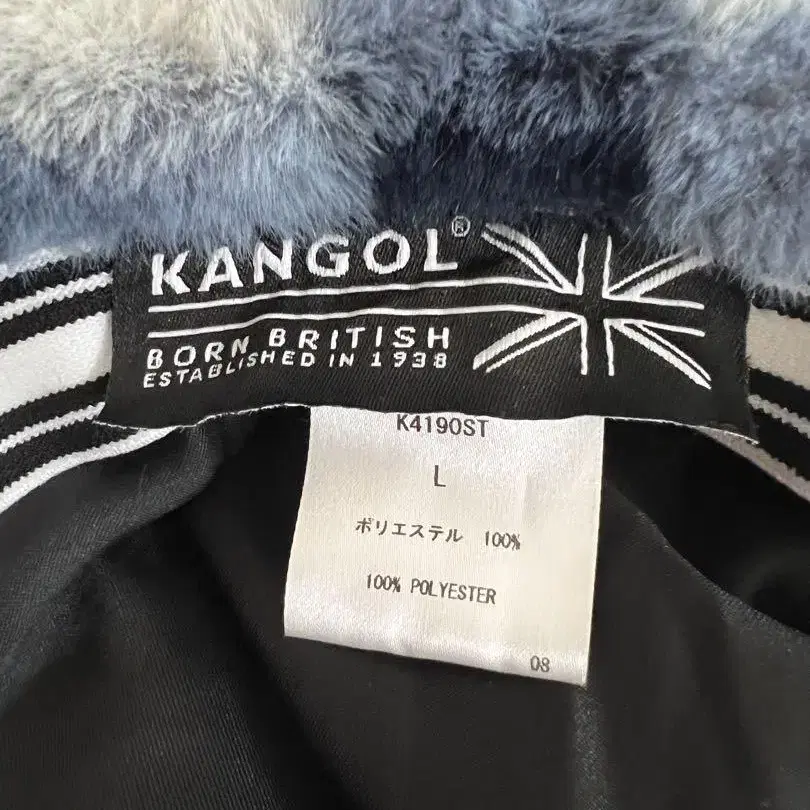 KANGOL®
BORN BRITISH
ESTABLISHED IN 1938
K4190ST
L
ポリエステル 100%
100% POLYESTER
08